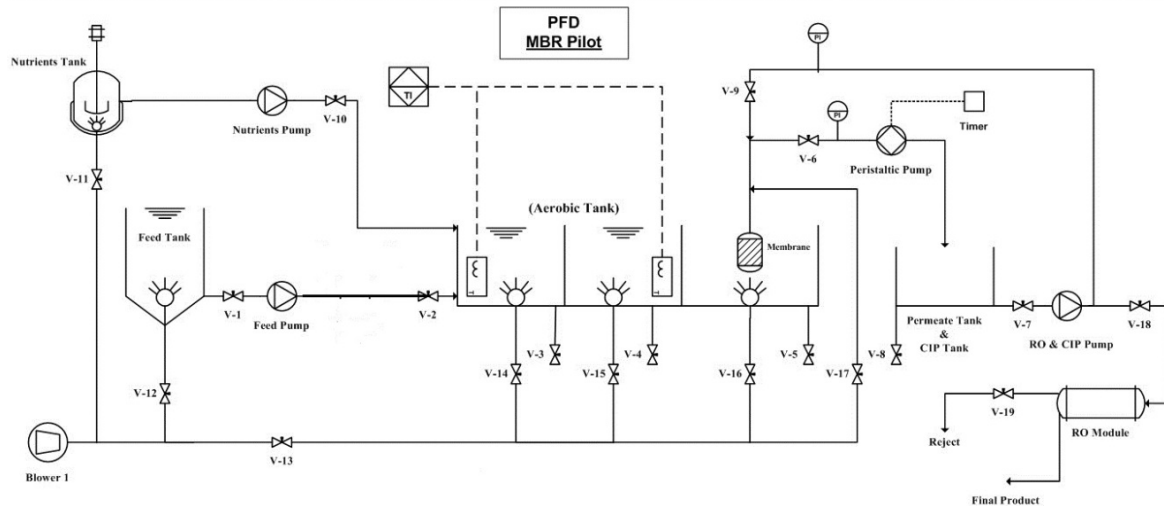 PFD
MBR Pilot
Nutrients Tank
PI
V-9
TI
PI
Timer
Nutrients Pump
V-10
V-6
Peristaltic Pump
V-11
(Aerobic Tank)
Feed Tank
Membrane
V-1
Feed Pump
V-2
Permeate Tank
&
CIP Tank
V-7
RO & CIP Pump
V-18
V-3
V-4
V-5
V-8
V-14
V-15
V-16
V-17
V-12
V-19
Reject
RO Module
V-13
Blower 1
Final Product